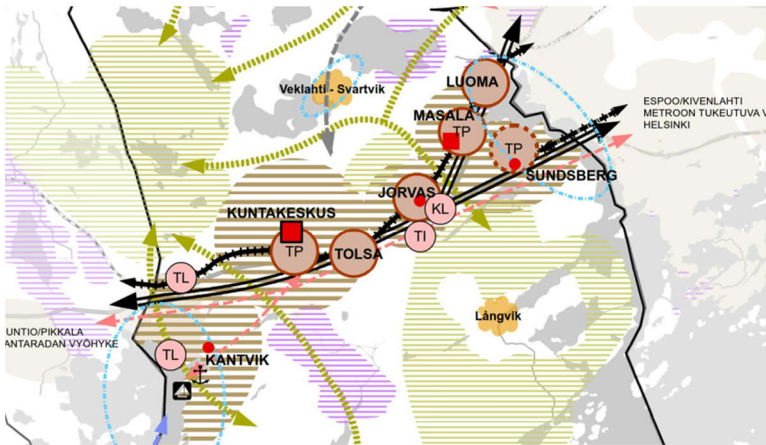 LUOMA
Veklahti - Svartvik
ESPOO/KIVENLAHTI
METROON TUKEUTUVA V
HELSINKI
MASALA
TP
TP
SUNDSBERG
JORVAS
KL
KUNTAKESKUS
TI
TP
TOLSA
TL
Långvik
UNTIO/PIKKALA
ANTARADAN VYÖHYKE
TL
KANTVIK